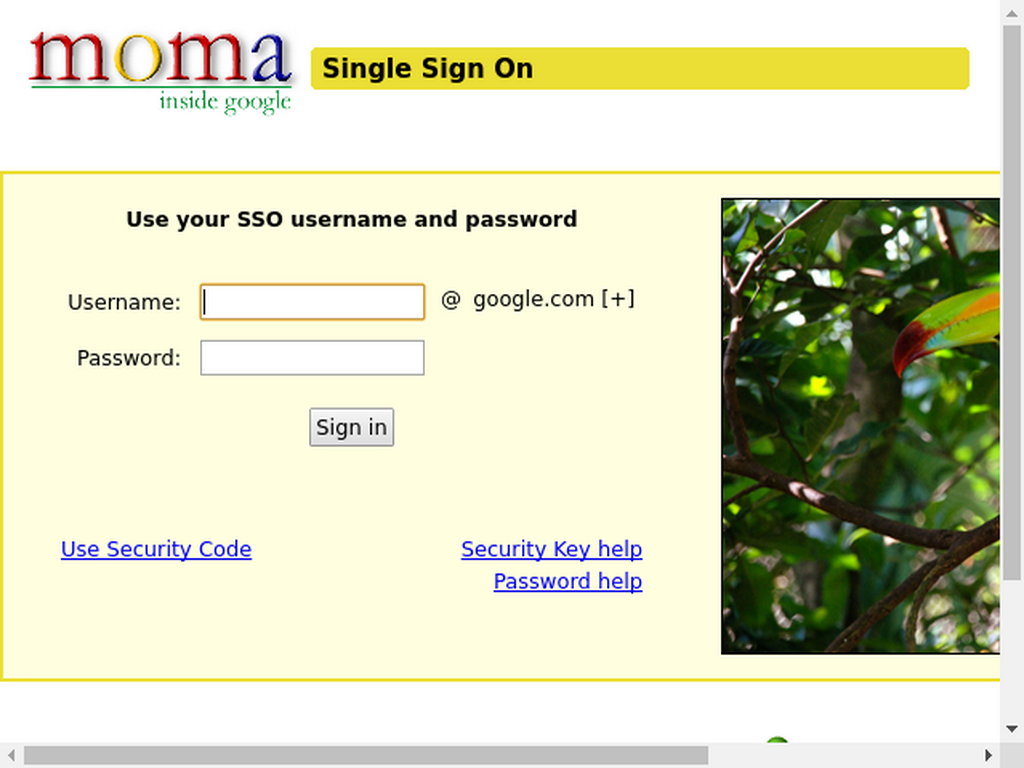 moma
inside google
Single Sign On
Use your SSO username and password
Username: @ google.com [+]
Password:
Sign in
Use Security Code Security Key help
Password help